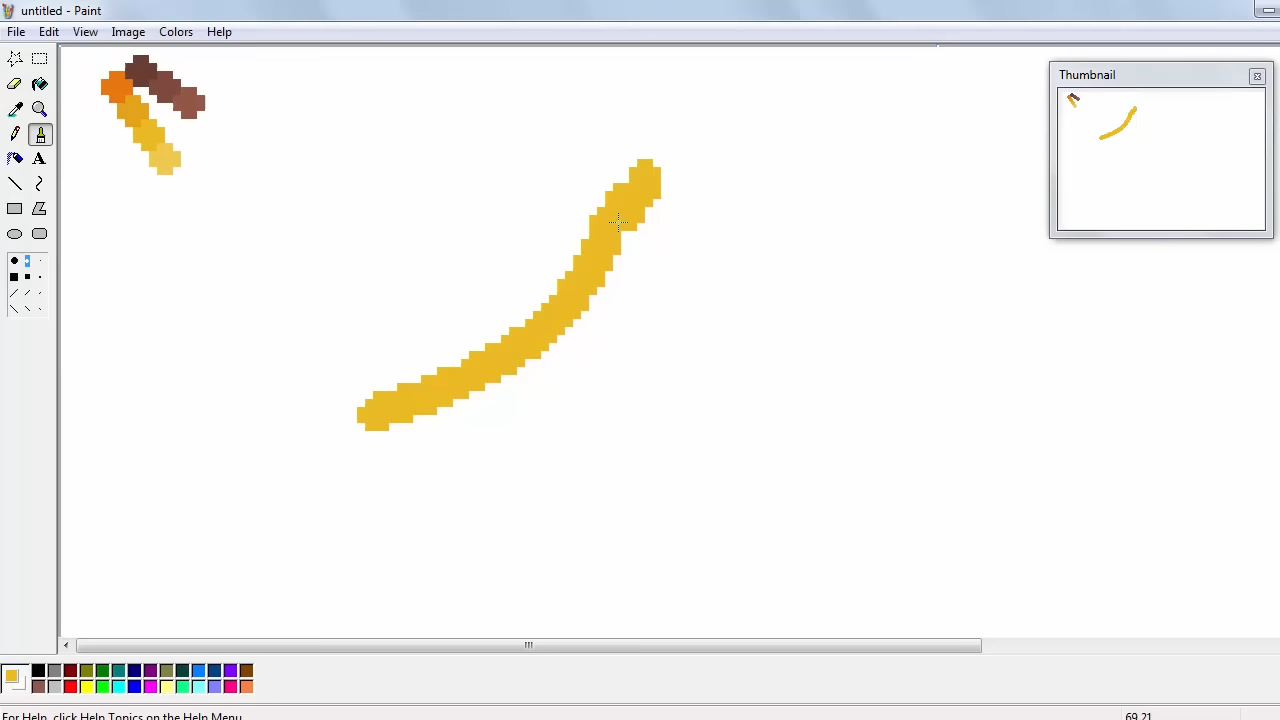 untitled - Paint
File Edit View Image Colors Help
Thumbnail
A
For Help, click Help Topics on the Help Menu.
69,21